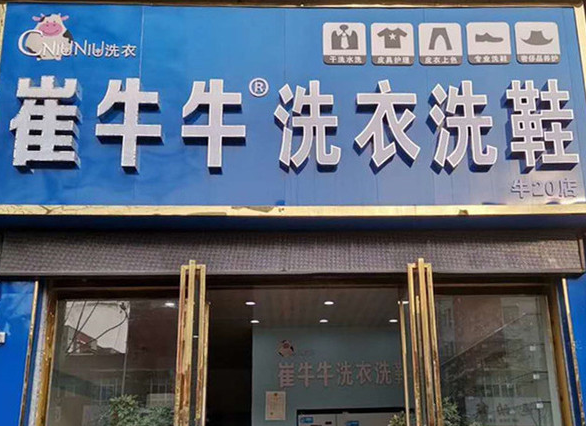 CNIUNIU洗衣
干洗水洗 皮具护理 皮衣上色 专业洗鞋 奢侈品养护
崔牛牛®洗衣洗鞋
牛20店
崔牛牛洗衣洗鞋